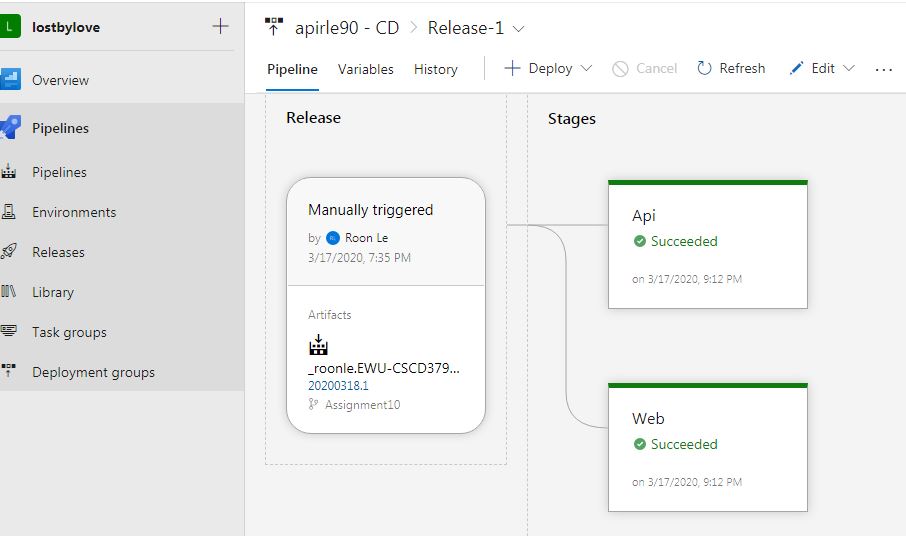 L lostbylove
Overview
Pipelines
Pipelines
Environments
Releases
Library
Task groups
Deployment groups
apirle90 - CD > Release-1
Pipeline Variables History Deploy Cancel Refresh Edit ...
Release
Stages
Manually triggered
by RL Roon Le
3/17/2020, 7:35 PM
Artifacts
_roonle.EWU-CSCD379...
20200318.1
Assignment10
Api
Succeeded
on 3/17/2020, 9:12 PM
Web
Succeeded
on 3/17/2020, 9:12 PM